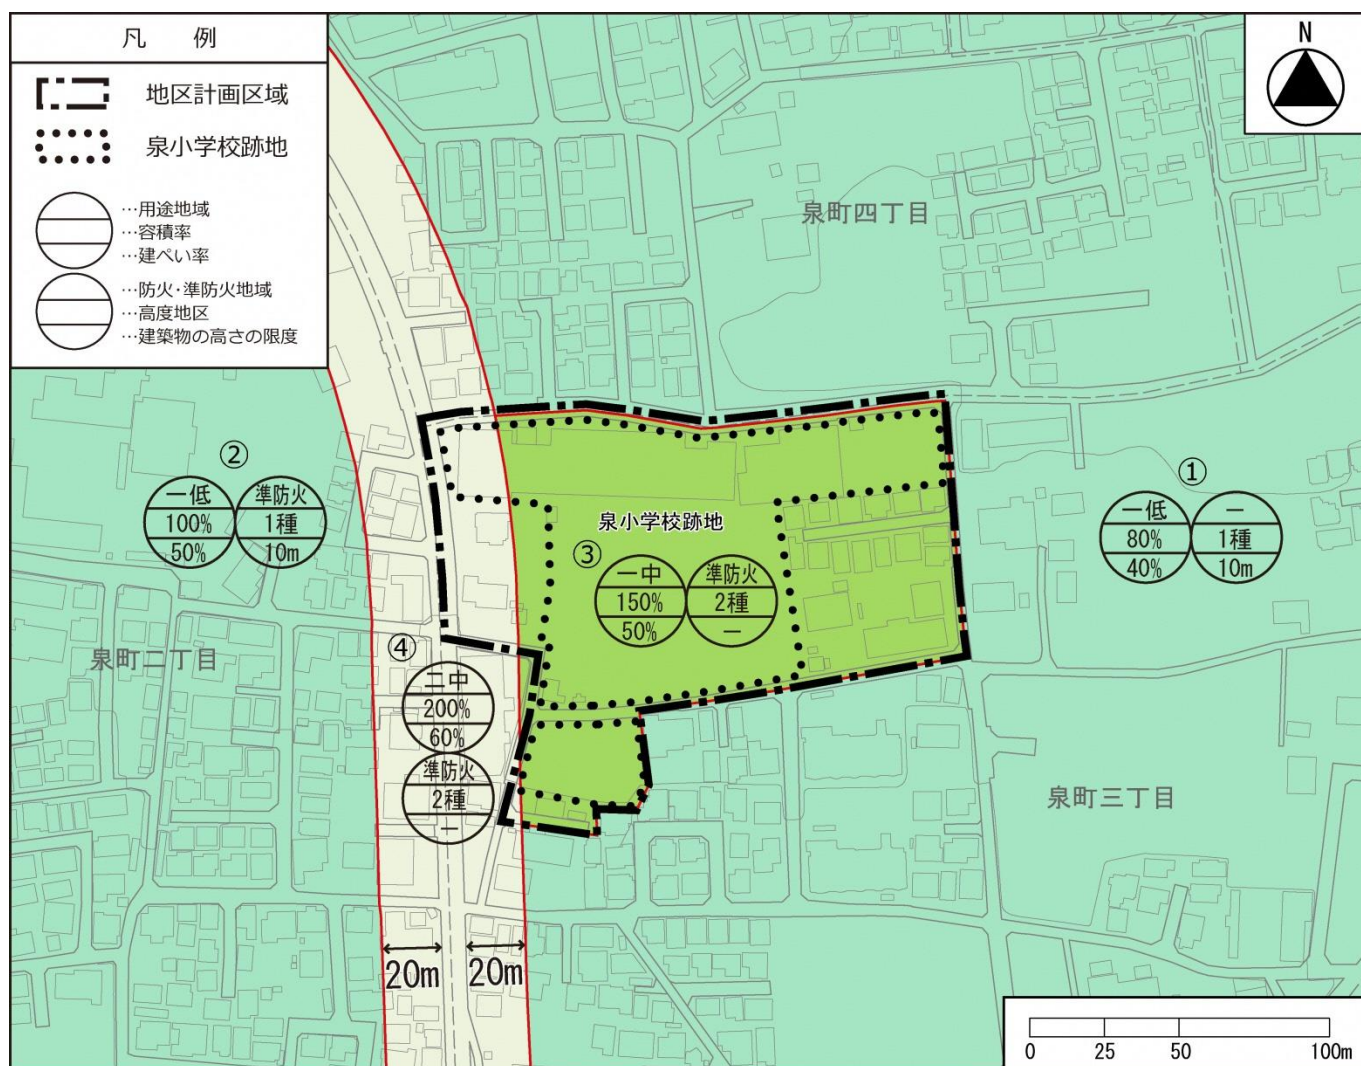 凡　例
地区計画区域
泉小学校跡地
…用途地域
…容積率
…建ぺい率
…防火・準防火地域
…高度地区
…建築物の高さの限度
N
泉町四丁目
②
一低
100%
50%
準防火
1種
10m
①
一低
80%
40%
―
1種
10m
泉小学校跡地
③
一中
150%
50%
準防火
2種
―
泉町二丁目
④
二中
200%
60%
準防火
2種
―
泉町三丁目
20m
20m
0 25 50 100m